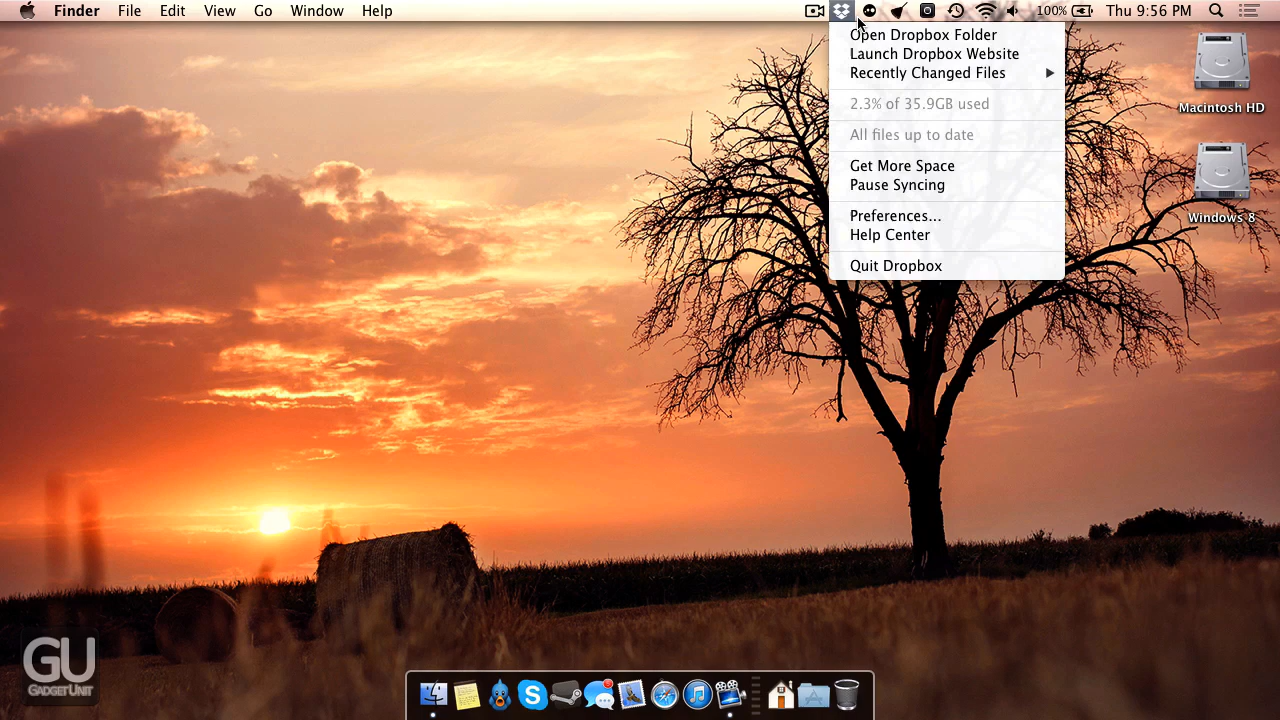 Finder File Edit View Go Window Help 100% Thu 9:56 PM
Open Dropbox Folder
Launch Dropbox Website
Recently Changed Files
2.3% of 35.9GB used
All files up to date
Get More Space
Pause Syncing
Preferences...
Help Center
Quit Dropbox
Macintosh HD
Windows 8
GU
GADGETUNIT